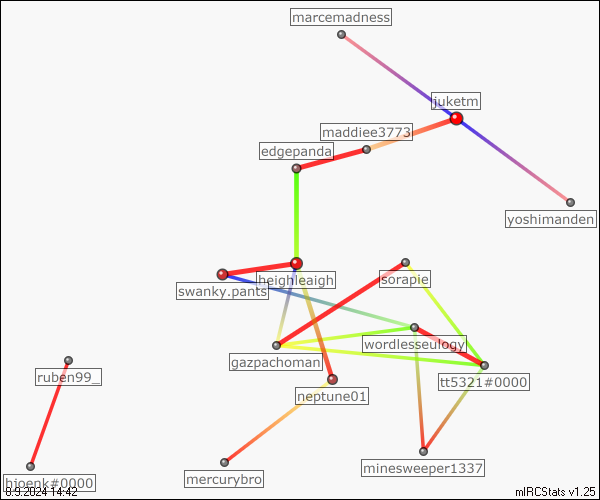 marcemadness
juketm
maddiee3773
edgepanda
yoshimanden
heighleaigh
sorapie
swanky.pants
wordlesseulogy
gazpachoman
ruben99_
tt5321#0000
neptune01
minesweeper1337
mercurybro
hjoenk#0000
8.9.2024 14:42
mIRCStats v1.25